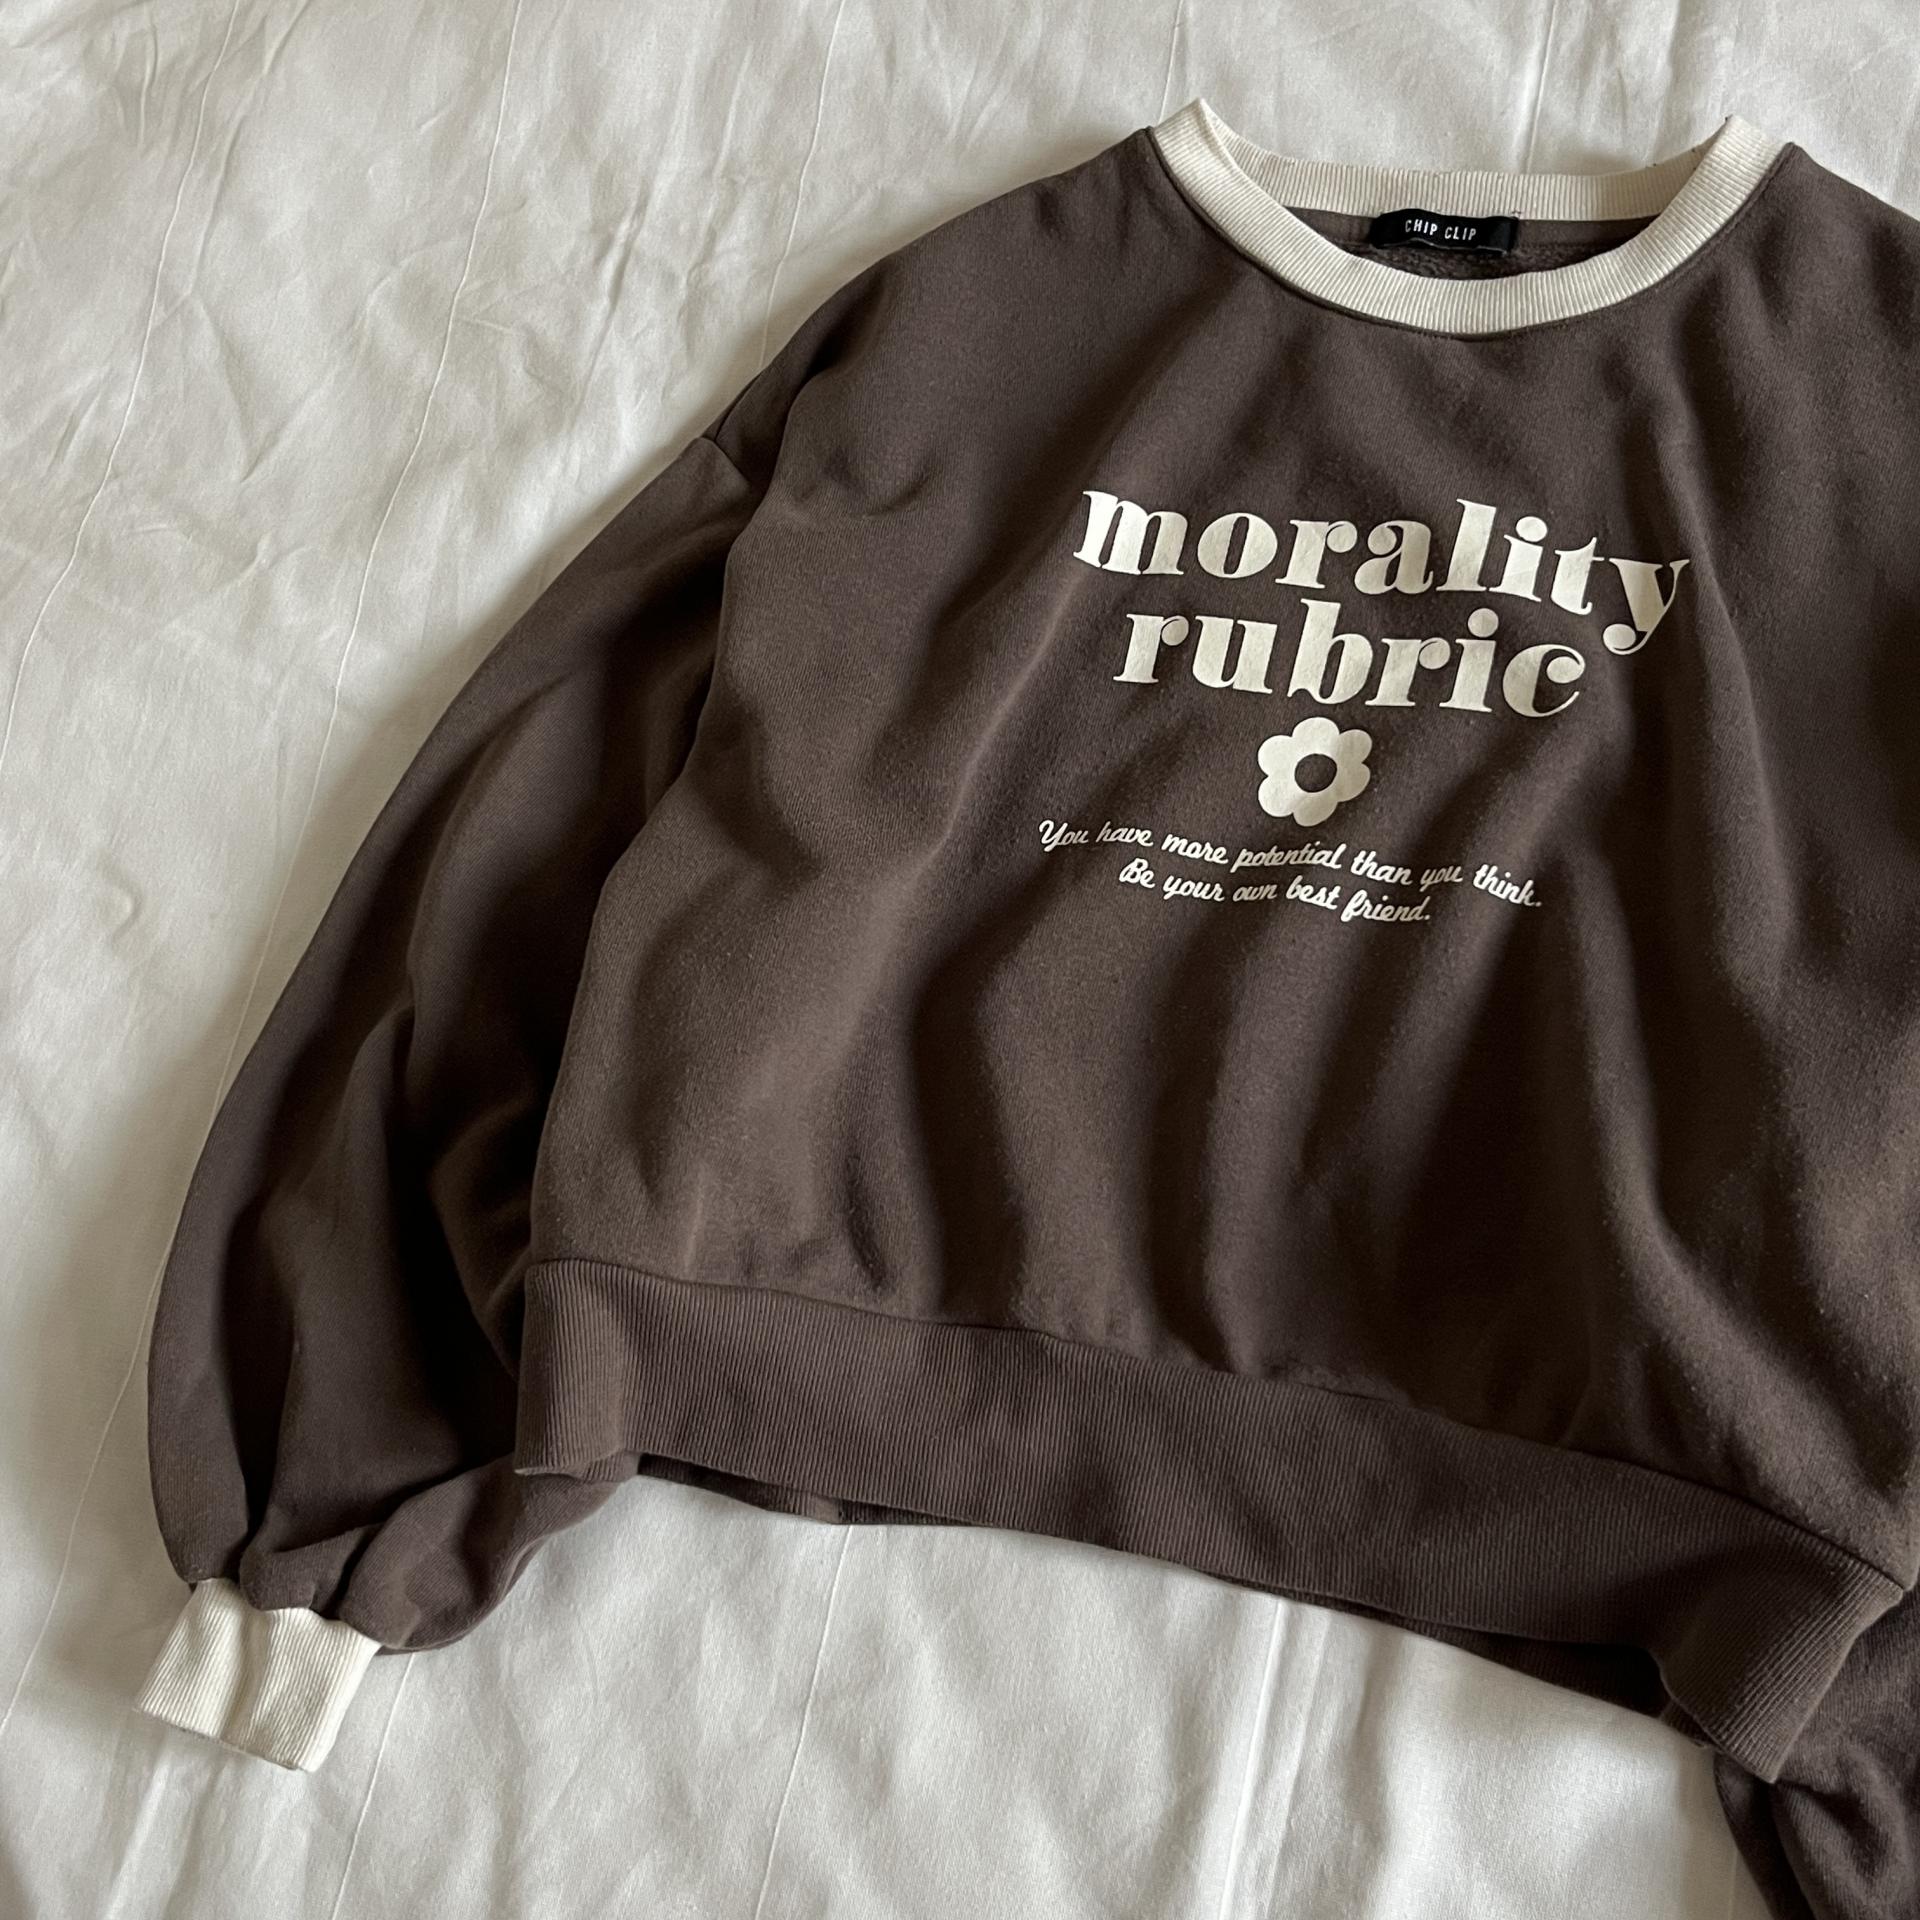 CHIP CLIP
morality
rubric
You have more potential than you think.
Be your own best friend.